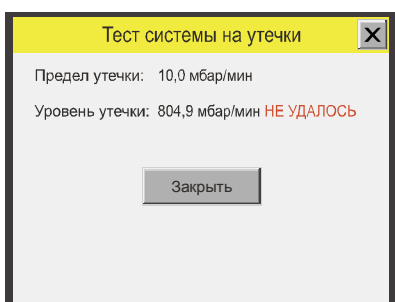 Тест системы на утечки
Предел утечки: 10,0 мбар/мин
Уровень утечки: 804,9 мбар/мин НЕ УДАЛОСЬ
Закрыть